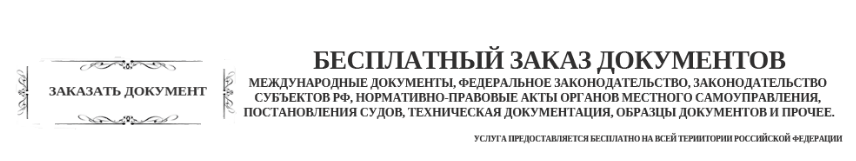 БЕСПЛАТНЫЙ ЗАКАЗ ДОКУМЕНТОВ
ЗАКАЗАТЬ ДОКУМЕНТ
МЕЖДУНАРОДНЫЕ ДОКУМЕНТЫ, ФЕДЕРАЛЬНОЕ ЗАКОНОДАТЕЛЬСТВО, ЗАКОНОДАТЕЛЬСТВО
СУБЪЕКТОВ РФ, НОРМАТИВНО-ПРАВОВЫЕ АКТЫ ОРГАНОВ МЕСТНОГО САМОУПРАВЛЕНИЯ,
ПОСТАНОВЛЕНИЯ СУДОВ, ТЕХНИЧЕСКАЯ ДОКУМЕНТАЦИЯ, ОБРАЗЦЫ ДОКУМЕНТОВ И ПРОЧЕЕ.
УСЛУГА ПРЕДОСТАВЛЯЕТСЯ БЕСПЛАТНО НА ВСЕЙ ТЕРИИТОРИИ РОССИЙСКОЙ ФЕДЕРАЦИИ